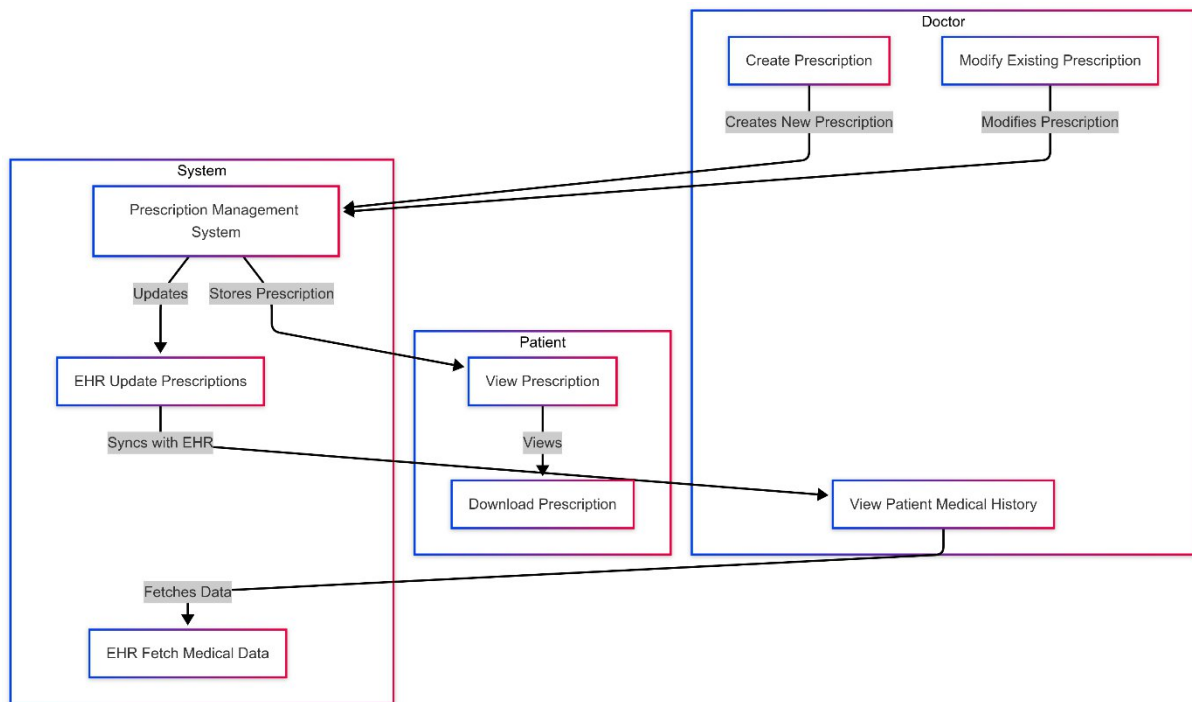 Doctor
Create Prescription
Modify Existing Prescription
Creates New Prescription
Modifies Prescription
System
Prescription Management
System
Updates
Stores Prescription
Patient
EHR Update Prescriptions
View Prescription
Syncs with EHR
Views
Download Prescription
View Patient Medical History
Fetches Data
EHR Fetch Medical Data